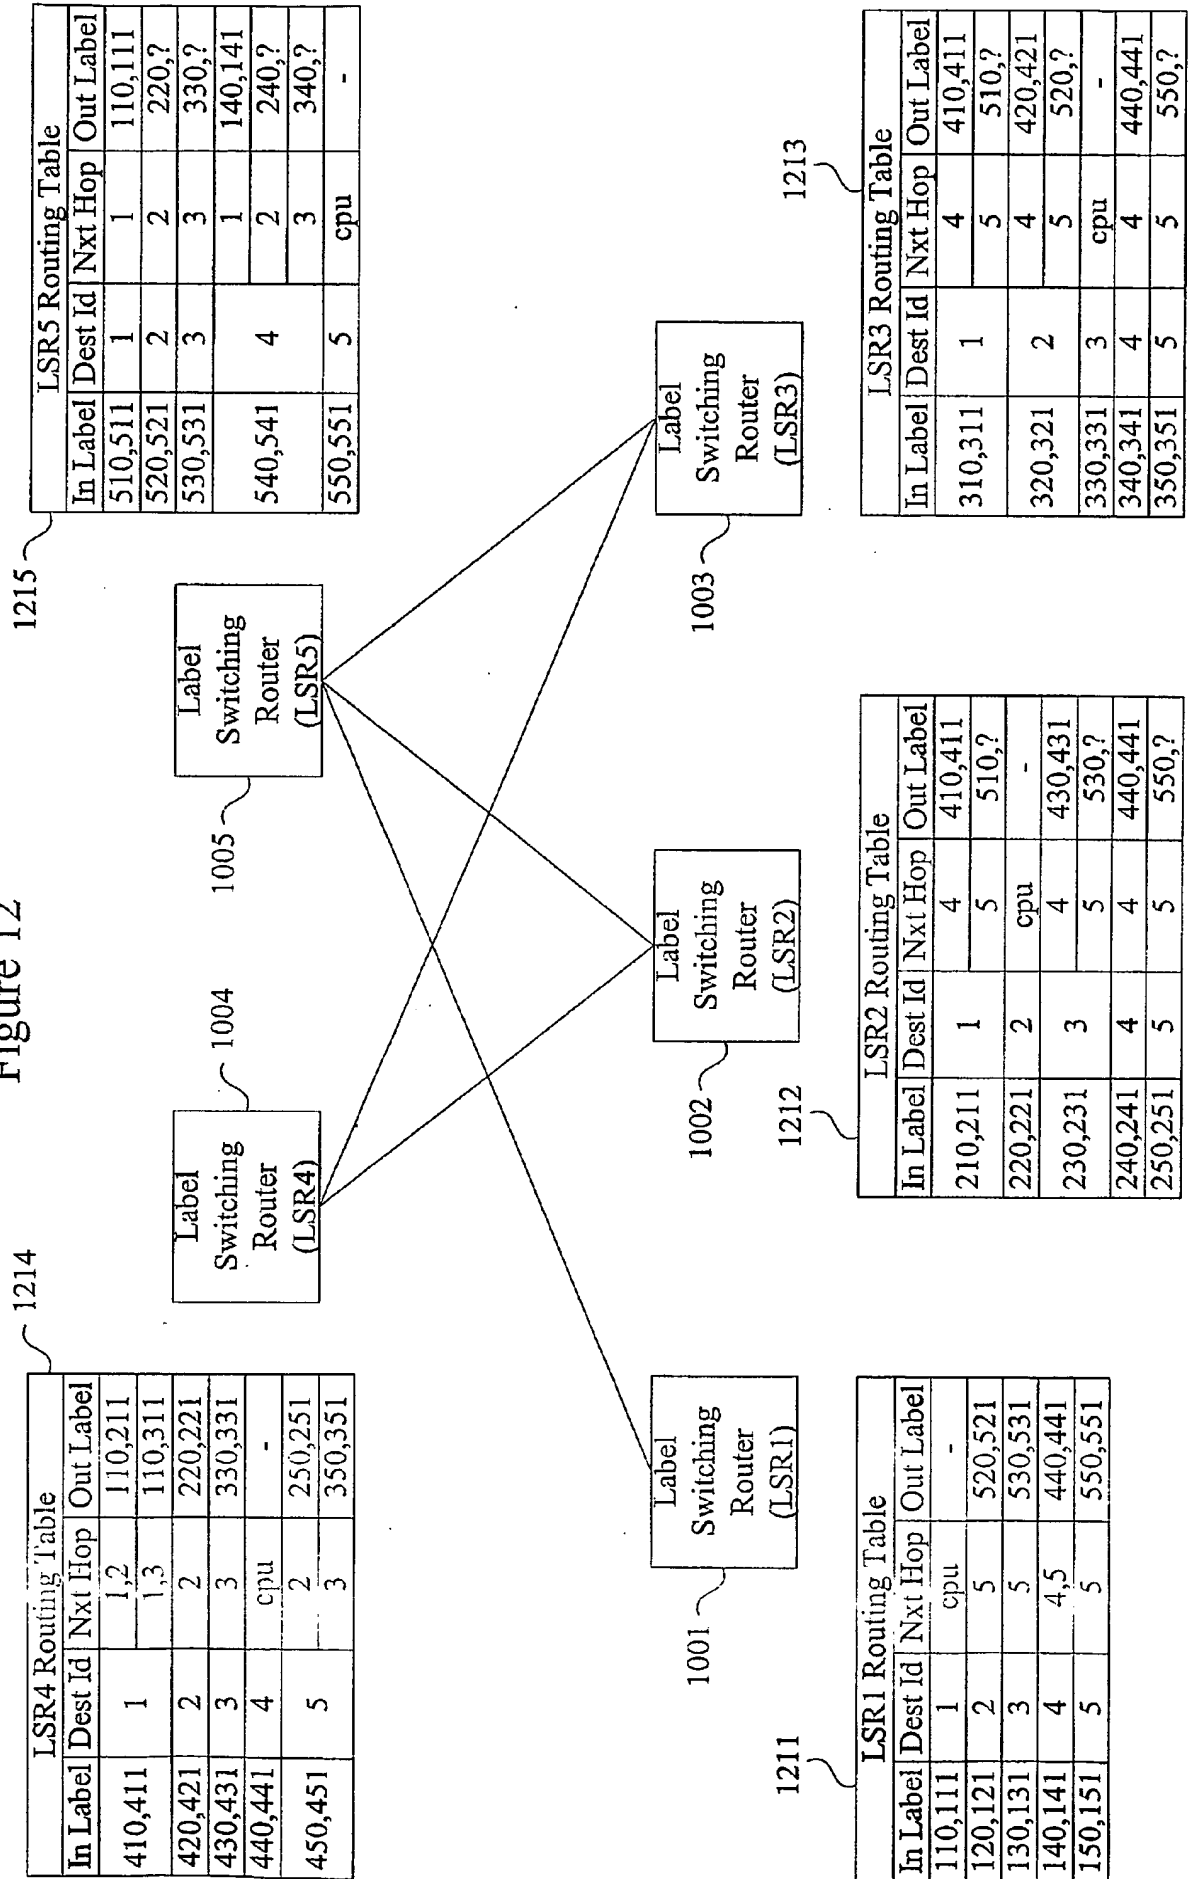 Figure 12
1214
LSR4 Routing Table
In Label Dest Id Nxt Hop Out Label
410,411 1 1,2 110,211
1,3 110,311
420,421 2 2 220,221
430,431 3 3 330,331
440,441 4 cpu -
450,451 5 2 250,251
3 350,351
1215
LSR5 Routing Table
In Label Dest Id Nxt Hop Out Label
510,511 1 1 110,111
520,521 2 2 220,?
530,531 3 3 330,?
540,541 4 1 140,141
2 240,?
3 340,?
550,551 5 cpu -
1004
Label
Switching
Router
(LSR4)
1005
Label
Switching
Router
(LSR5)
1001
Label
Switching
Router
(LSR1)
1002
Label
Switching
Router
(LSR2)
1003
Label
Switching
Router
(LSR3)
1211
LSR1 Routing Table
In Label Dest Id Nxt Hop Out Label
110,111 1 cpu -
120,121 2 5 520,521
130,131 3 5 530,531
140,141 4 4,5 440,441
150,151 5 5 550,551
1212
LSR2 Routing Table
In Label Dest Id Nxt Hop Out Label
210,211 1 4 410,411
5 510,?
220,221 2 cpu -
230,231 3 4 430,431
5 530,?
240,241 4 4 440,441
250,251 5 5 550,?
1213
LSR3 Routing Table
In Label Dest Id Nxt Hop Out Label
310,311 1 4 410,411
5 510,?
320,321 2 4 420,421
5 520,?
330,331 3 cpu -
340,341 4 4 440,441
350,351 5 5 550,?